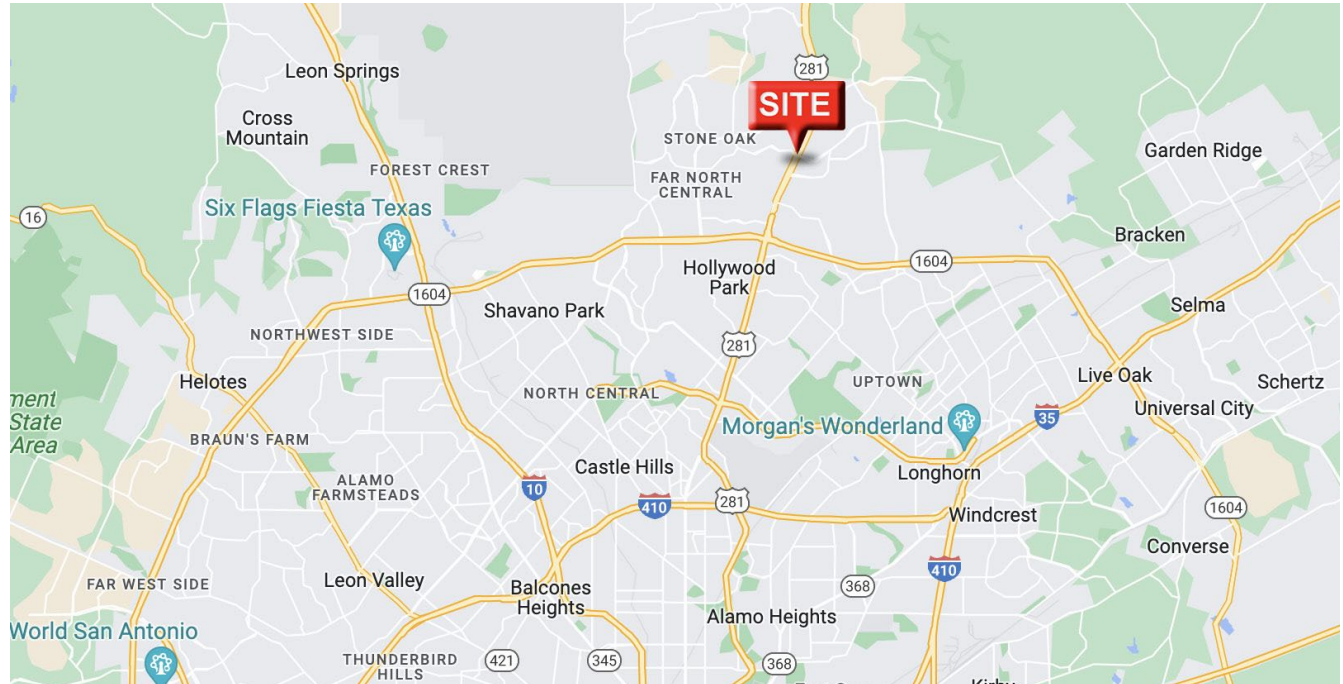 281
Leon Springs
SITE
Cross
Mountain
STONE OAK
Garden Ridge
FOREST CREST
FAR NORTH
CENTRAL
Six Flags Fiesta Texas
16
Bracken
1604
Hollywood
Park
1604
Shavano Park
Selma
NORTHWEST SIDE
281
Helotes
UPTOWN
Live Oak
Schertz
NORTH CENTRAL
ment
State
Area
Universal City
35
Morgan's Wonderland
BRAUN'S FARM
Castle Hills
Longhorn
ALAMO
FARMSTEADS
10
410
281
Windcrest
1604
Converse
410
FAR WEST SIDE
Leon Valley
Balcones
Heights
368
Alamo Heights
World San Antonio
THUNDERBIRD
HILLS
421
345
368